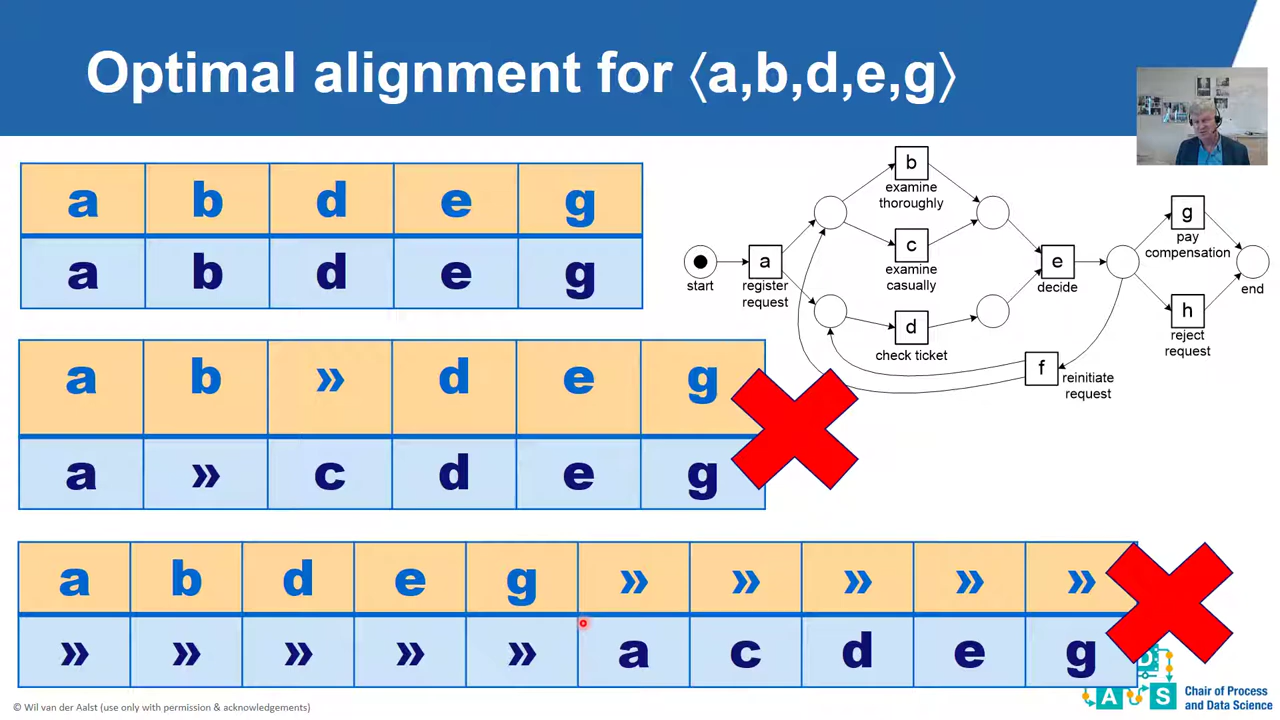 Optimal alignment for ⟨a,b,d,e,g⟩
a b d e g
a b d e g
a b » d e g
a » c d e g
a b d e g » » » » »
» » » » » a c d e g
start
a
register
request
b
examine
thoroughly
c
examine
casually
d
check ticket
e
decide
f
reinitiate
request
g
pay
compensation
h
reject
request
end
© Wil van der Aalst (use only with permission & acknowledgements)
A D S
Chair of Process
and Data Science